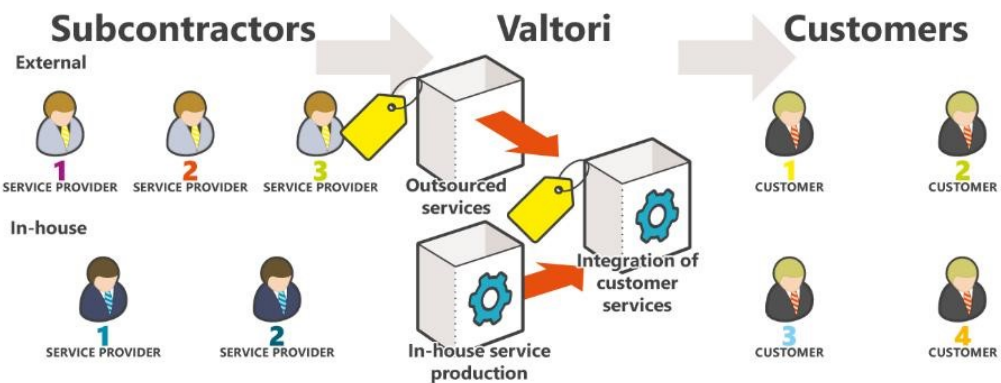 Subcontractors
Valtori
Customers
External
1
SERVICE PROVIDER
2
SERVICE PROVIDER
3
SERVICE PROVIDER
Outsourced
services
1
CUSTOMER
2
CUSTOMER
In-house
1
SERVICE PROVIDER
2
SERVICE PROVIDER
In-house service
production
Integration of
customer
services
3
CUSTOMER
4
CUSTOMER